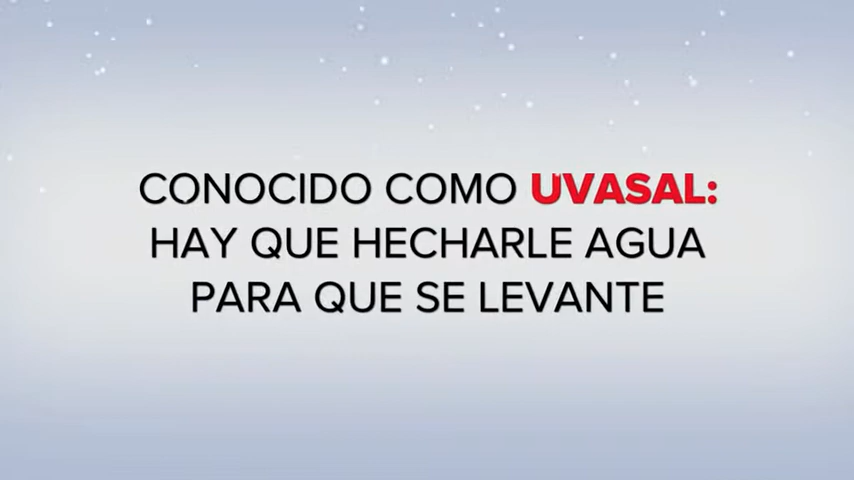 CONOCIDO COMO UVASAL:
HAY QUE HECHARLE AGUA
PARA QUE SE LEVANTE